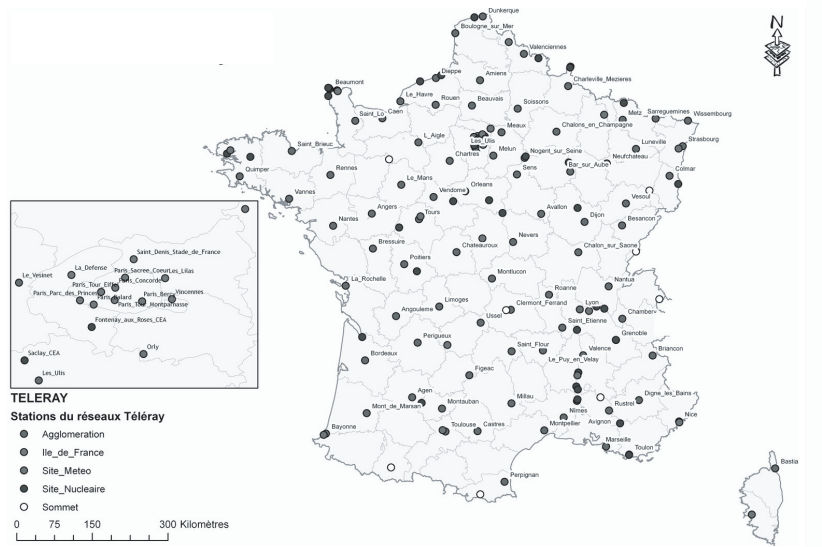 N
Dunkerque
Boulogne_sur_Mer
Valenciennes
Dieppe
Amiens
Charleville_Mezieres
Beaumont
Le_Havre
Rouen
Beauvais
Soissons
Saint_Lo
Caen
Metz
Sarreguemines
Wissembourg
L_Aigle
Meaux
Chalons_en_Champagne
Les_Ulis
Luneville
Strasbourg
Saint_Brieuc
Chartres
Melun
Nogent_sur_Seine
Bar_sur_Aube
Neufchateau
Quimper
Rennes
Sens
Colmar
Le_Mans
Vendome
Orleans
Vannes
Vesoul
Angers
Tours
Avallon
Dijon
Besancon
Nantes
Bressuire
Chateauroux
Nevers
Chalon_sur_Saone
Poitiers
La_Rochelle
Montlucon
Nantua
Roanne
Angouleme
Limoges
Clermont_Ferrand
Lyon
Chambery
Ussel
Saint_Etienne
Grenoble
Perigueux
Saint_Flour
Valence
Briancon
Bordeaux
Le_Puy_en_Velay
Figeac
Agen
Mont_de_Marsan
Montauban
Millau
Digne_les_Bains
Rustrel
Nimes
Avignon
Nice
Bayonne
Toulouse
Castres
Montpellier
Marseille
Toulon
Perpignan
Bastia
Saint_Denis_Stade_de_France
La_Defense
Le_Vesinet
Paris_Sacree_Coeur
Les_Lilas
Paris_Tour_Eiffel
Paris_Concorde
Paris_Parc_des_Princes
Paris_Balard
Paris_Bercy
Vincennes
Paris_Tour_Montparnasse
Fontenay_aux_Roses_CEA
Orly
Saclay_CEA
Les_Ulis
TELERAY
Stations du réseaux Téléray
Agglomeration
Ile_de_France
Site_Meteo
Site_Nucleaire
Sommet
0 75 150 300 Kilomètres